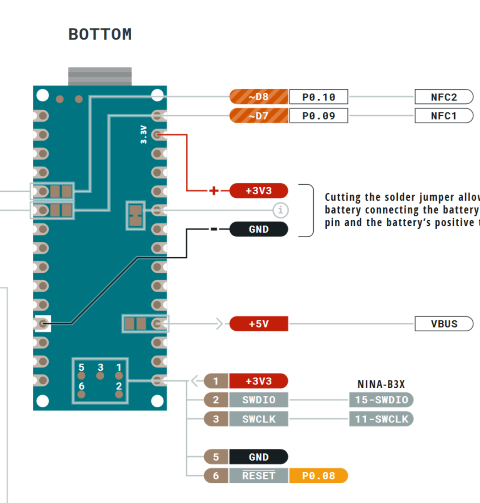 BOTTOM
~D8 P0.10 NFC2
~D7 P0.09 NFC1
3.3V
+ +3V3
i
- GND
Cutting the solder jumper allow
battery connecting the battery
pin and the battery's positive t
+5V VBUS
5 3 1
6 2
1 +3V3
NINA-B3X
2 SWDIO 15-SWDIO
3 SWCLK 11-SWCLK
5 GND
6 RESET P0.08